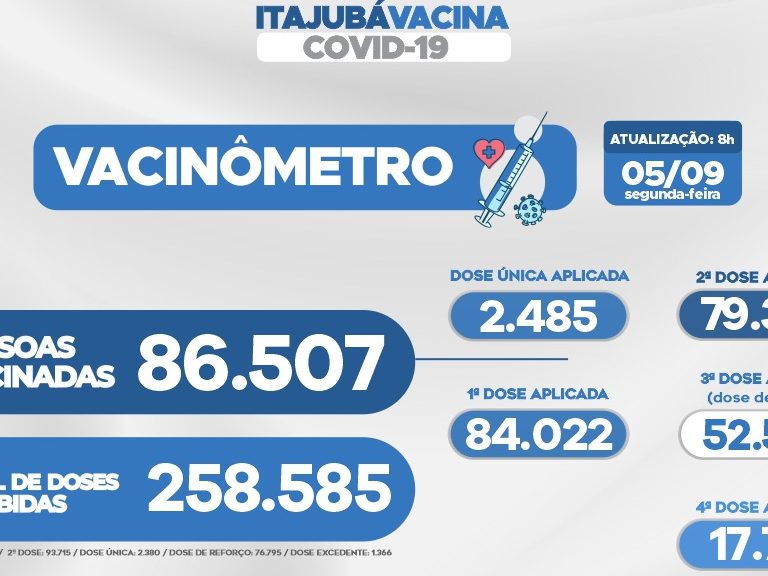 ITAJUBÁVACINA
COVID-19
VACINÔMETRO
ATUALIZAÇÃO: 8h
05/09
segunda-feira
SOAS
CINADAS 86.507
DOSE ÚNICA APLICADA
2.485
2ª DOSE A
79.3
1ª DOSE APLICADA
84.022
3ª DOSE
(dose de
52.5
L DE DOSES
BIDAS 258.585
4ª DOSE A
17.7
/ 2ª DOSE: 93.715 / DOSE ÚNICA: 2.380 / DOSE DE REFORÇO: 76.795 / DOSE EXCEDENTE: 1.366